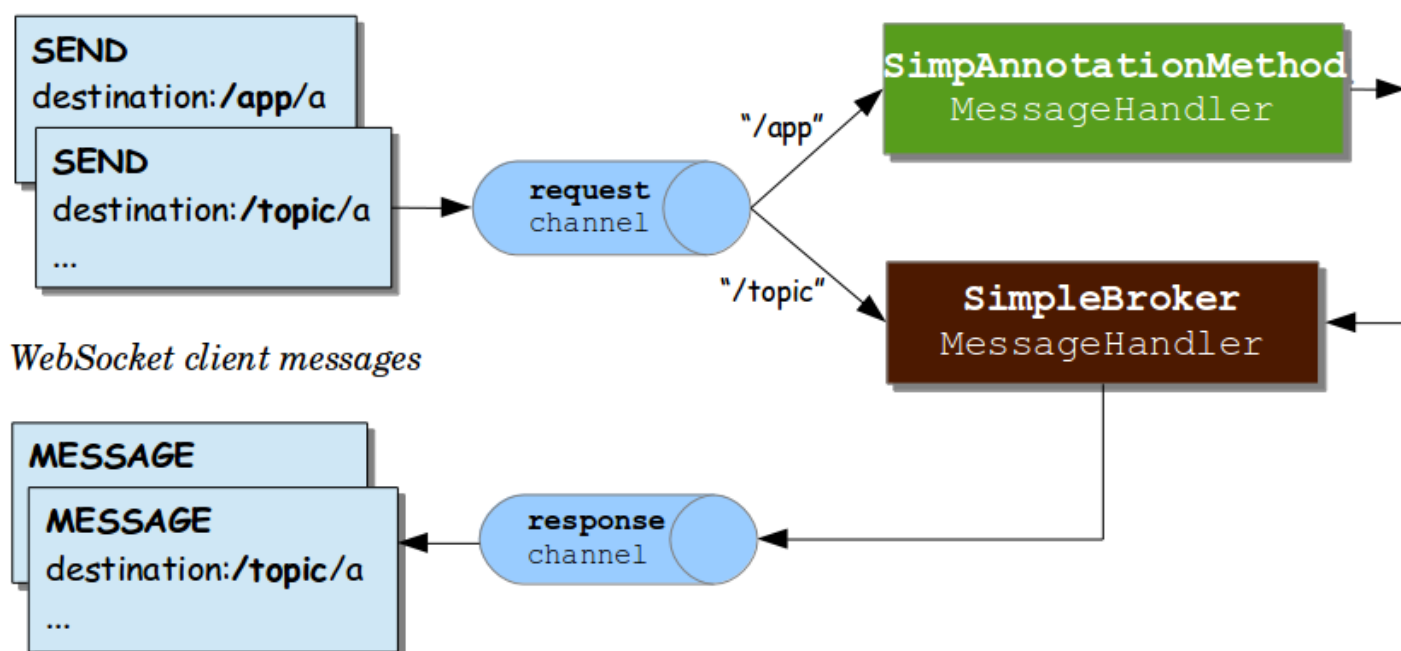 SEND
destination:/app/a
SEND
destination:/topic/a
...
WebSocket client messages
request
channel
“/app”
“/topic”
SimpAnnotationMethod
MessageHandler
SimpleBroker
MessageHandler
MESSAGE
MESSAGE
destination:/topic/a
...
response
channel